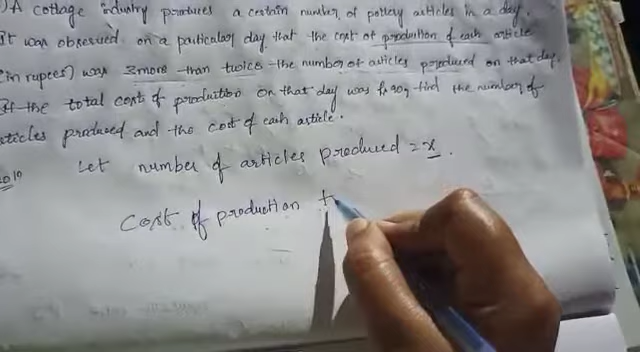 ) A cottage industry produces a certain number of pottery articles in a day.
It was observed on a particular day that the cost of production of each article
(in rupees) was 3 more than twice the number of articles produced on that day.
If the total cost of production on that day was Rs 90, find the number of
articles produced and the cost of each article.
Let number of articles produced = x.
Cost of production